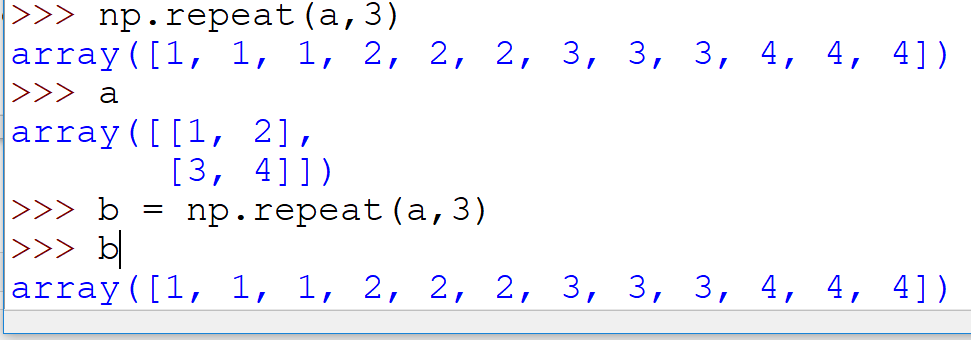 >>> np.repeat(a,3)
array([1, 1, 1, 2, 2, 2, 3, 3, 3, 4, 4, 4])
>>> a
array([[1, 2],
       [3, 4]])
>>> b = np.repeat(a,3)
>>> b
array([1, 1, 1, 2, 2, 2, 3, 3, 3, 4, 4, 4])